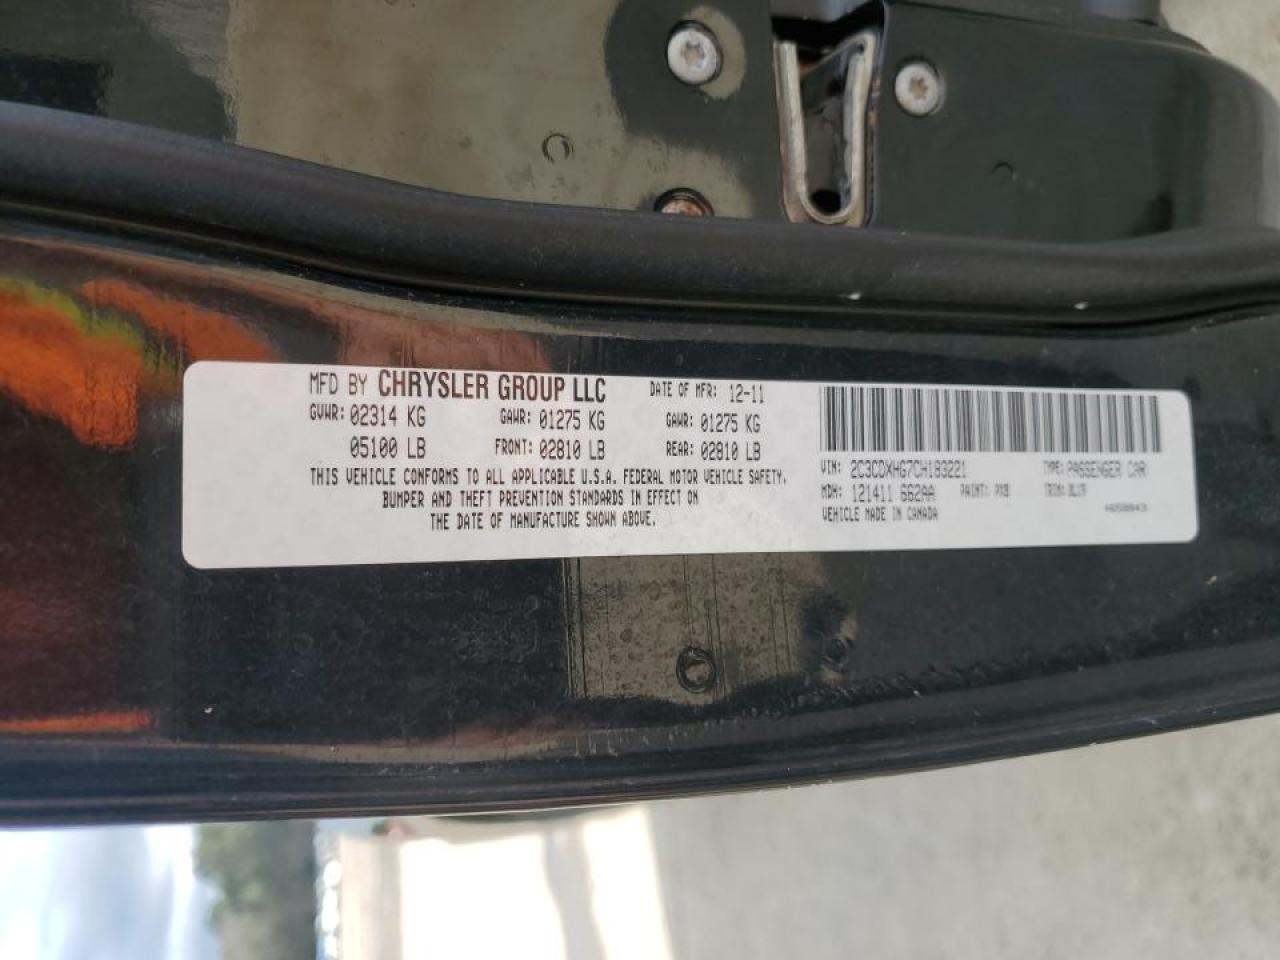 MFD BY CHRYSLER GROUP LLC DATE OF MFR: 12-11
GVWR: 02314 KG GAWR: 01275 KG GAWR: 01275 KG
05100 LB FRONT: 02810 LB REAR: 02810 LB
THIS VEHICLE CONFORMS TO ALL APPLICABLE U.S.A. FEDERAL MOTOR VEHICLE SAFETY,
BUMPER AND THEFT PREVENTION STANDARDS IN EFFECT ON
THE DATE OF MANUFACTURE SHOWN ABOVE.
VIN: 2C3CDXHG7CH183221 TYPE: PASSENGER CAR
MDH: 121411 662AA PAINT: TRIM:
VEHICLE MADE IN CANADA